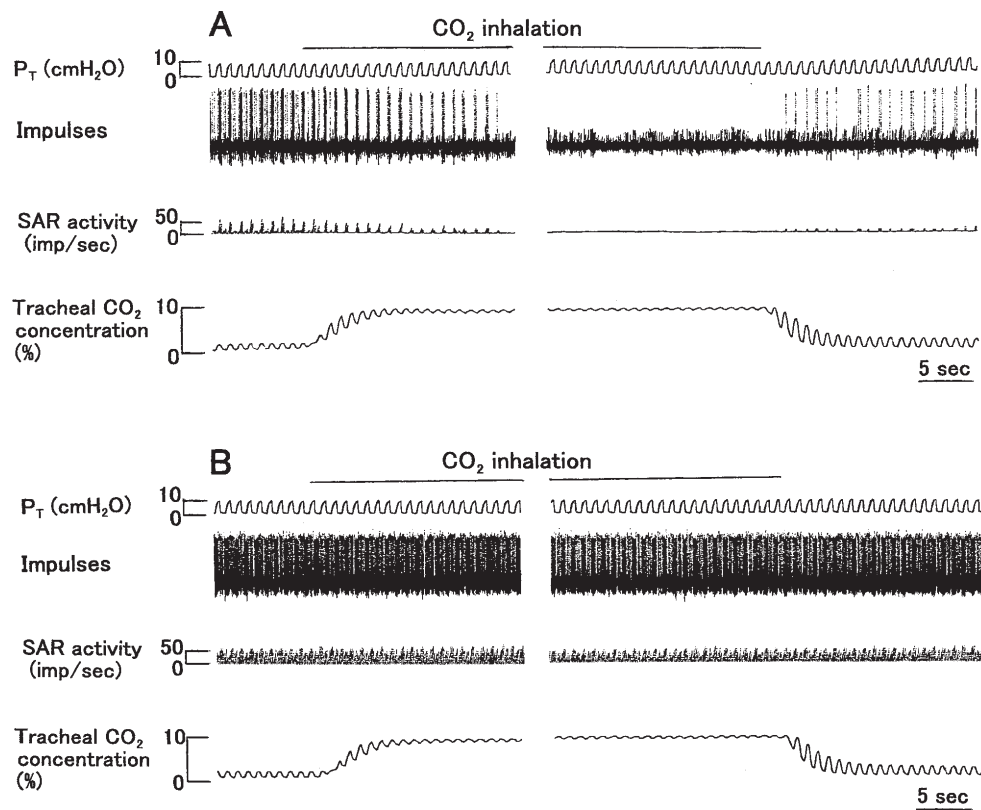 A
CO₂ inhalation
P_T (cmH₂O)
10
0
Impulses
SAR activity
(imp/sec)
50
0
Tracheal CO₂
concentration
(%)
10
0
5 sec
B
CO₂ inhalation
P_T (cmH₂O)
10
0
Impulses
SAR activity
(imp/sec)
50
0
Tracheal CO₂
concentration
(%)
10
0
5 sec